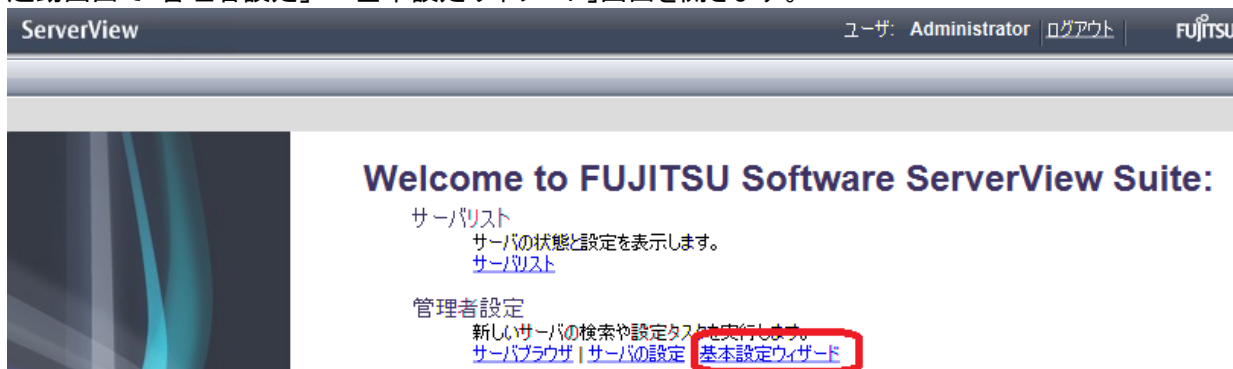 ServerView ユーザ: Administrator | ログアウト | FUJITSU
Welcome to FUJITSU Software ServerView Suite:
サーバリスト
サーバの状態と設定を表示します。
サーバリスト
管理者設定
新しいサーバの検索や設定タスクを実行します。
サーバブラウザ | サーバの設定 | 基本設定ウィザード